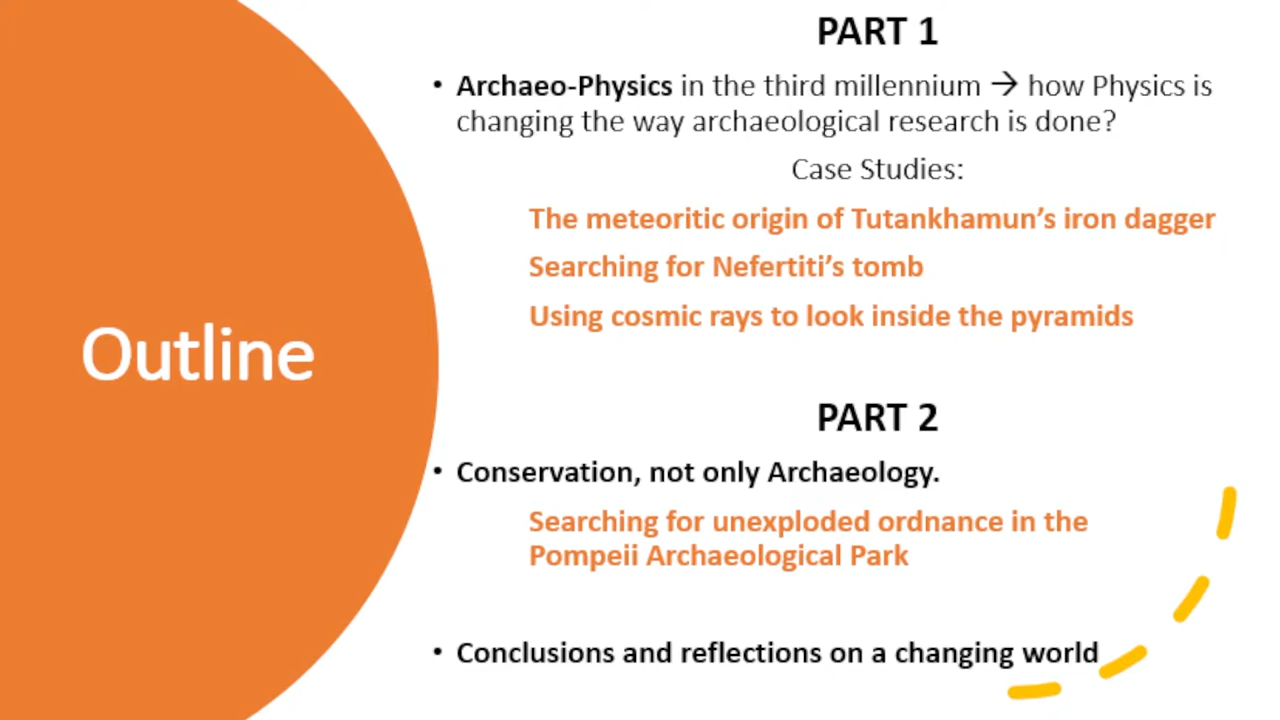 Outline
PART 1
• Archaeo-Physics in the third millennium → how Physics is
changing the way archaeological research is done?
Case Studies:
The meteoritic origin of Tutankhamun’s iron dagger
Searching for Nefertiti’s tomb
Using cosmic rays to look inside the pyramids
PART 2
• Conservation, not only Archaeology.
Searching for unexploded ordnance in the
Pompeii Archaeological Park
• Conclusions and reflections on a changing world